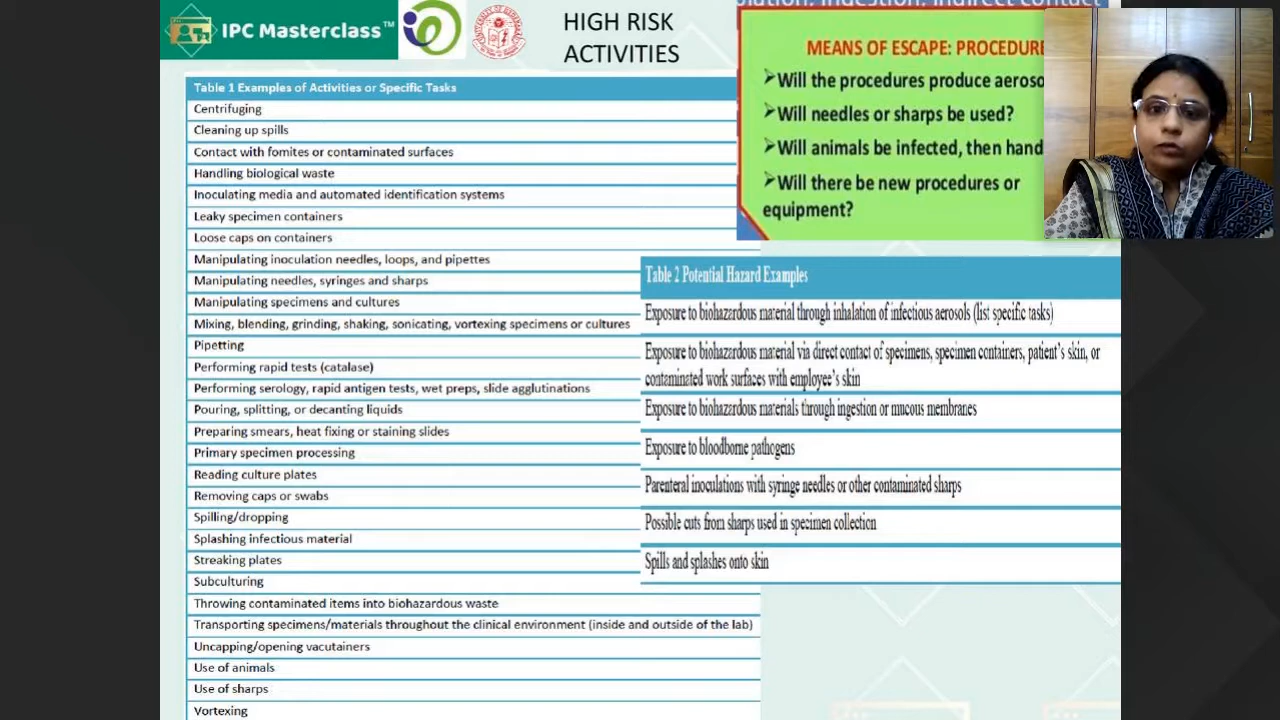 IPC Masterclass™
HIGH RISK
ACTIVITIES
Table 1 Examples of Activities or Specific Tasks
Centrifuging
Cleaning up spills
Contact with fomites or contaminated surfaces
Handling biological waste
Inoculating media and automated identification systems
Leaky specimen containers
Loose caps on containers
Manipulating inoculation needles, loops, and pipettes
Manipulating needles, syringes and sharps
Manipulating specimens and cultures
Mixing, blending, grinding, shaking, sonicating, vortexing specimens or cultures
Pipetting
Performing rapid tests (catalase)
Performing serology, rapid antigen tests, wet preps, slide agglutinations
Pouring, splitting, or decanting liquids
Preparing smears, heat fixing or staining slides
Primary specimen processing
Reading culture plates
Removing caps or swabs
Spilling/dropping
Splashing infectious material
Streaking plates
Subculturing
Throwing contaminated items into biohazardous waste
Transporting specimens/materials throughout the clinical environment (inside and outside of the lab)
Uncapping/opening vacutainers
Use of animals
Use of sharps
Vortexing
MEANS OF ESCAPE: PROCEDURE
➢Will the procedures produce aeroso
➢Will needles or sharps be used?
➢Will animals be infected, then hand
➢Will there be new procedures or
equipment?
Table 2 Potential Hazard Examples
Exposure to biohazardous material through inhalation of infectious aerosols (list specific tasks)
Exposure to biohazardous material via direct contact of specimens, specimen containers, patient's skin, or
contaminated work surfaces with employee's skin
Exposure to biohazardous materials through ingestion or mucous membranes
Exposure to bloodborne pathogens
Parenteral inoculations with syringe needles or other contaminated sharps
Possible cuts from sharps used in specimen collection
Spills and splashes onto skin